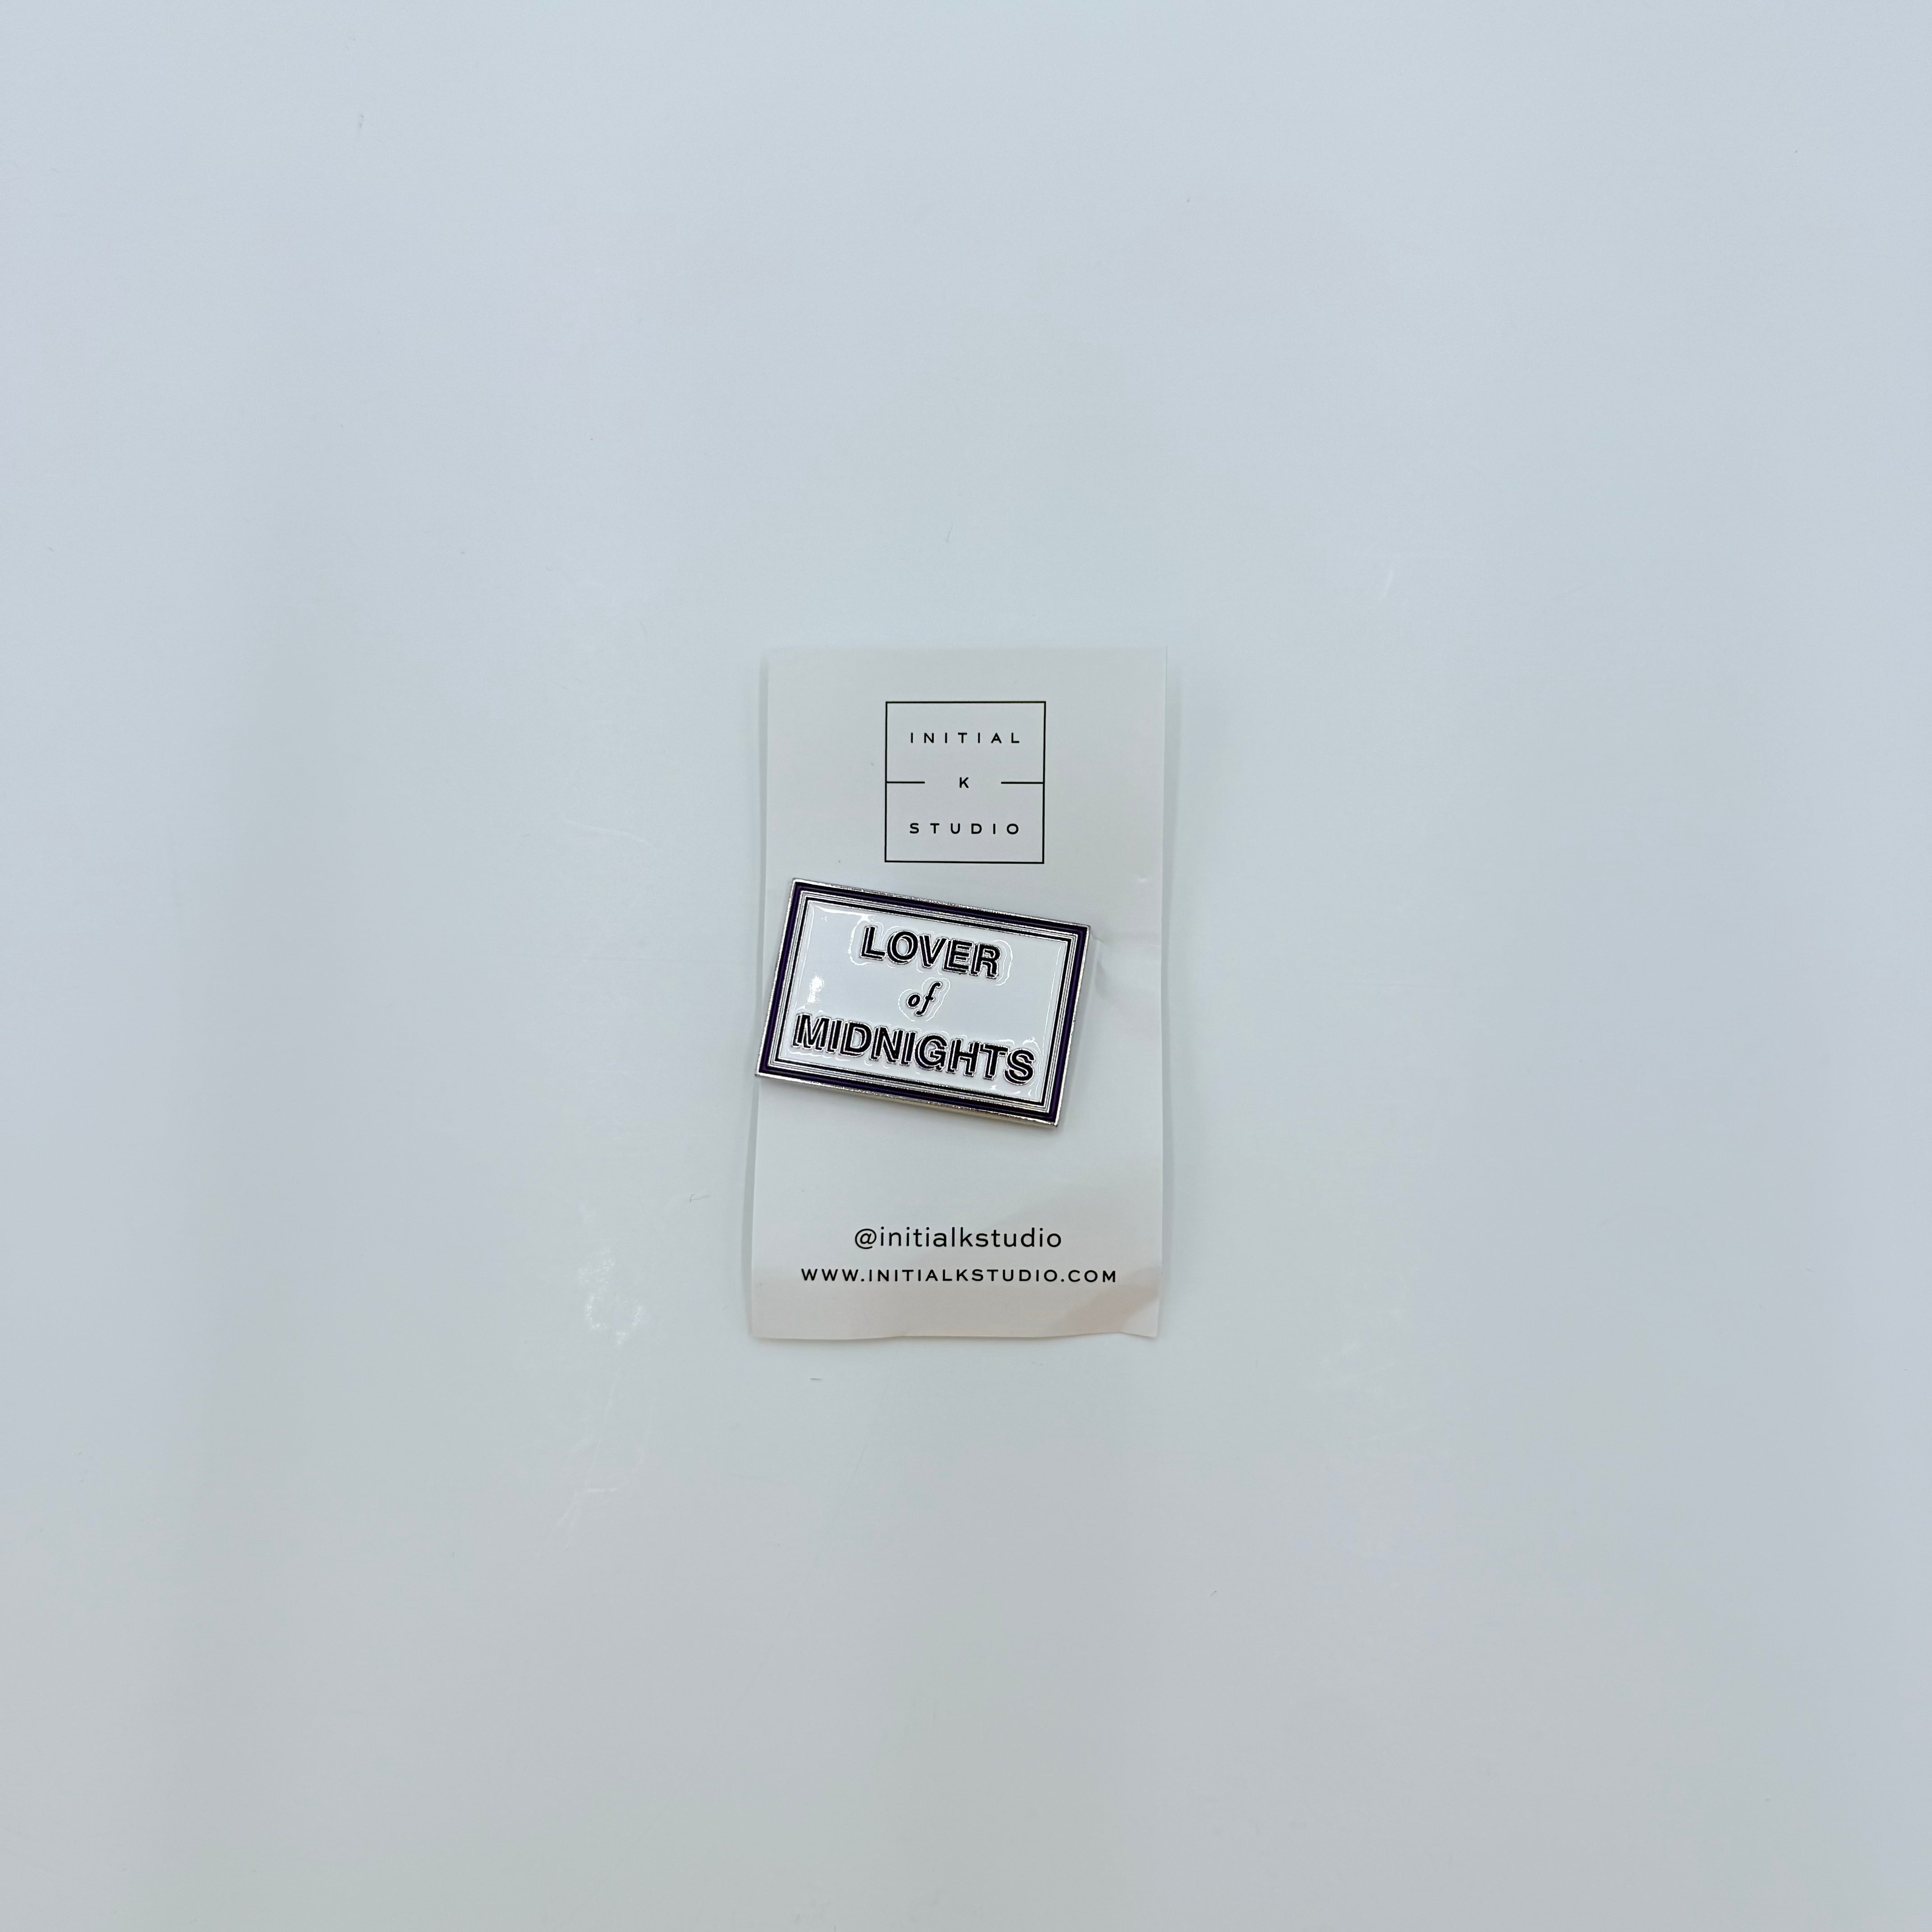 INITIAL
K
STUDIO
LOVER
of
MIDNIGHTS
@initialkstudio
WWW.INITIALKSTUDIO.COM